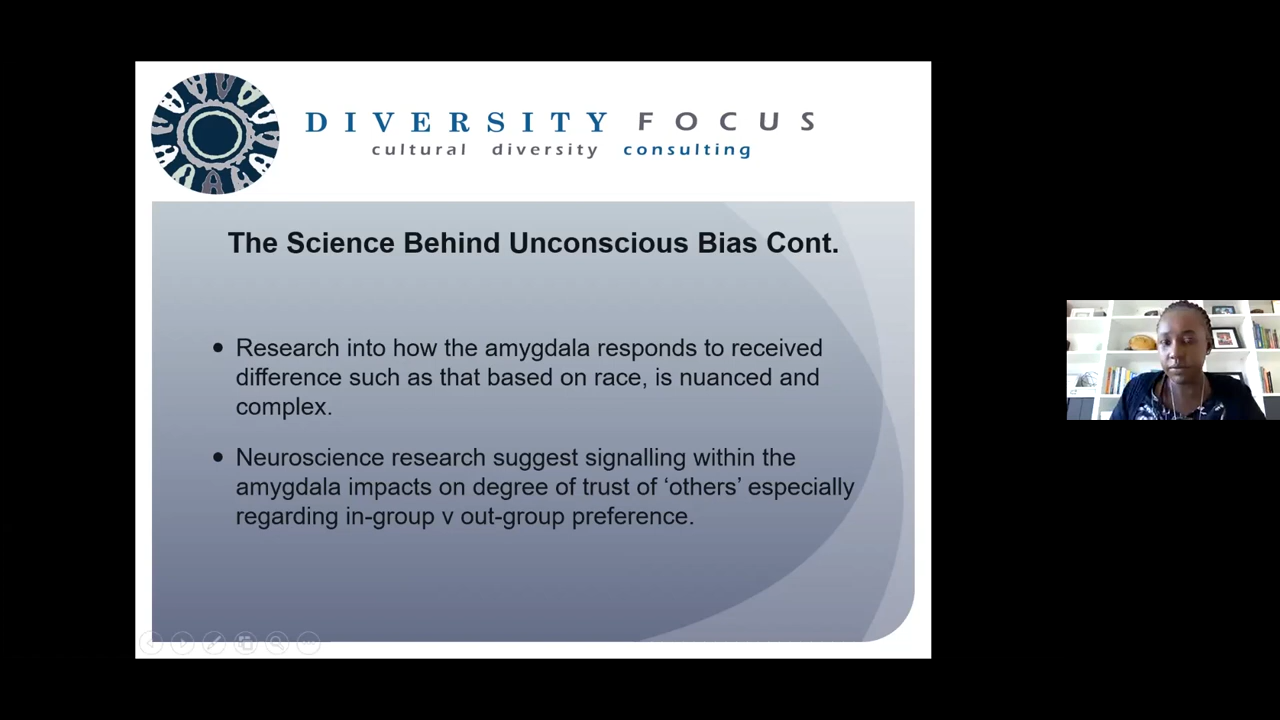 DIVERSITY FOCUS
cultural diversity consulting
The Science Behind Unconscious Bias Cont.
• Research into how the amygdala responds to received
difference such as that based on race, is nuanced and
complex.
• Neuroscience research suggest signalling within the
amygdala impacts on degree of trust of ‘others’ especially
regarding in-group v out-group preference.